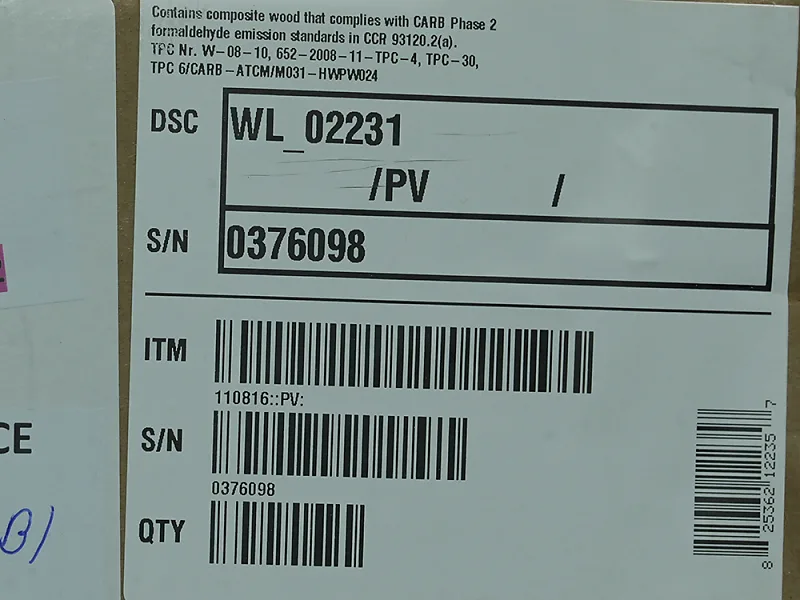 Contains composite wood that complies with CARB Phase 2
formaldehyde emission standards in CCR 93120.2(a).
TPC Nr. W-08-10, 652-2008-11-TPC-4, TPC-30,
TPC 6/CARB-ATCM/M031-HWPW024
DSC WL_02231
/PV /
S/N 0376098
ITM
110816::PV:
S/N
0376098
QTY
8 25362 12235 7
CE
B)